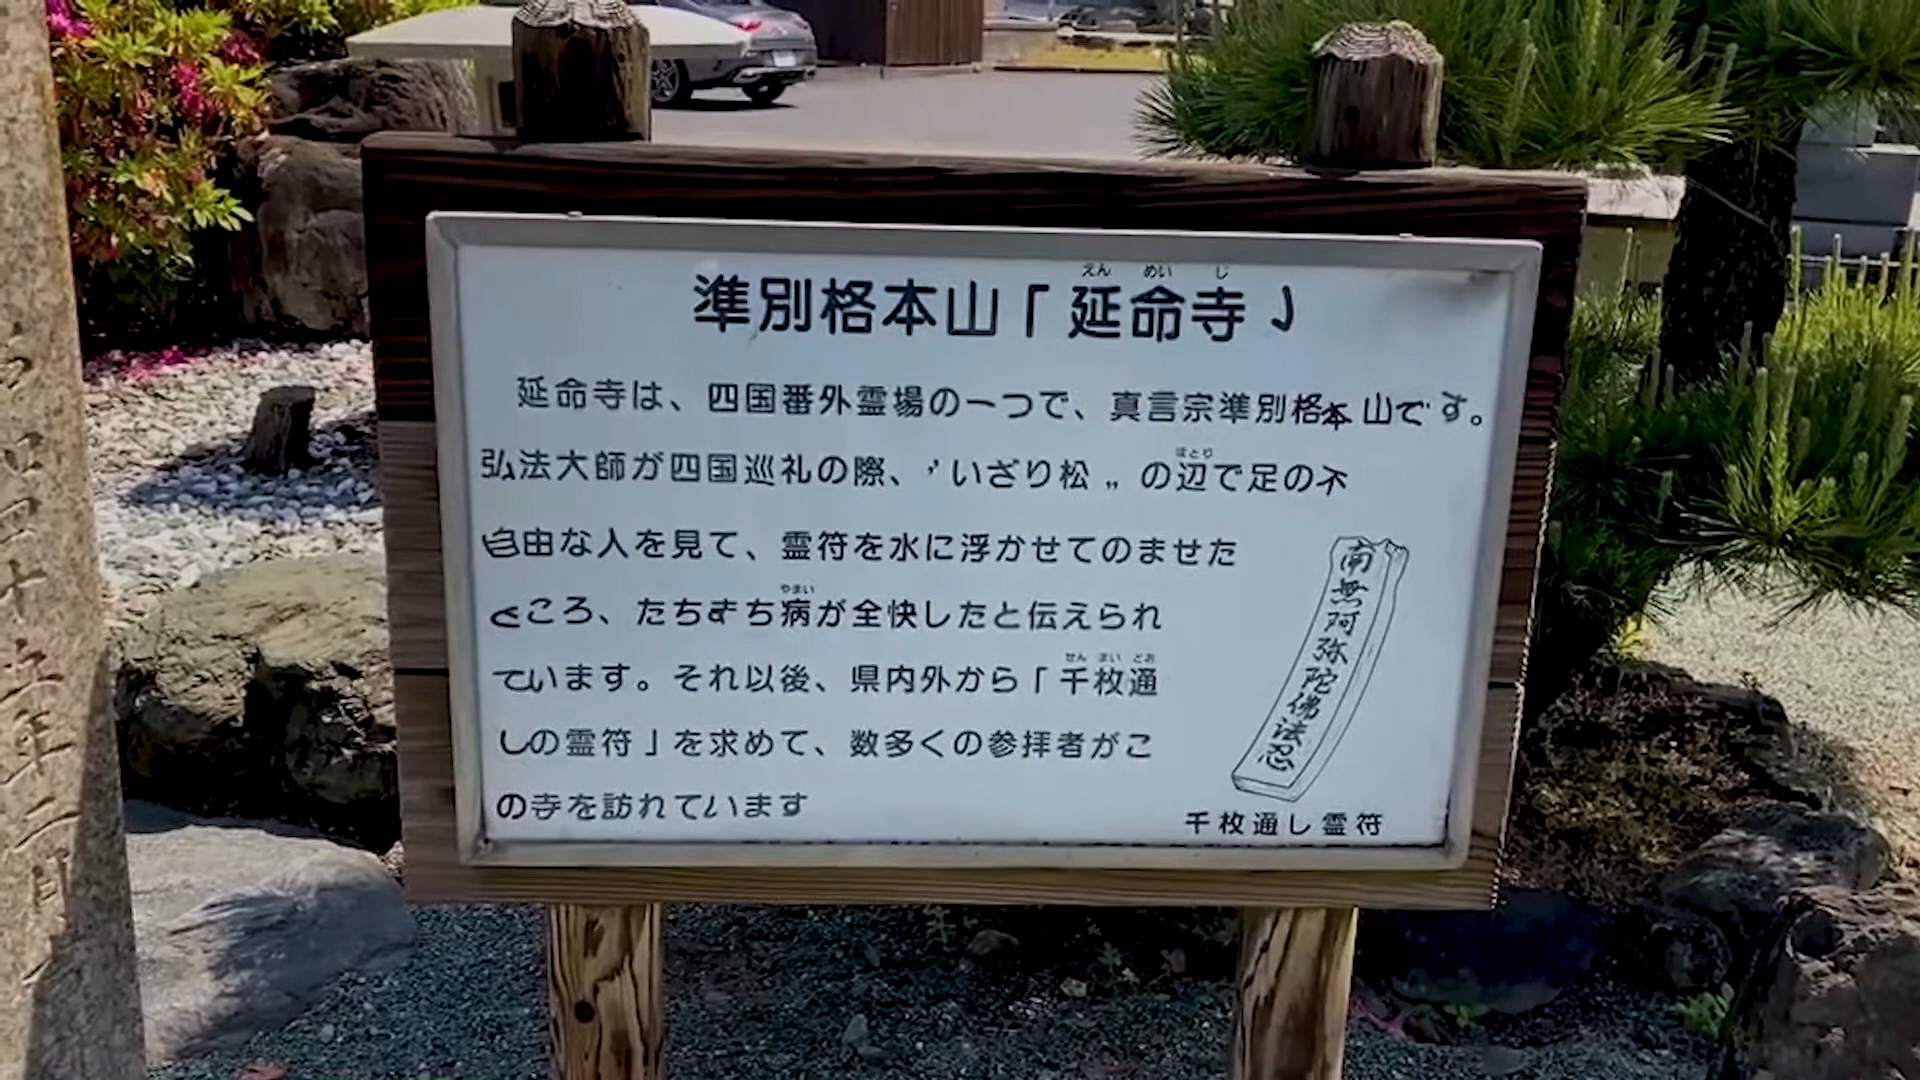 準別格本山「延命寺」
えん めい じ
延命寺は、四国番外霊場の一つで、真言宗準別格本山です。
弘法大師が四国巡礼の際、〝いざり松〟の辺で足の不
ほとり
自由な人を見て、霊符を水に浮かせてのませた
ところ、たちまち病が全快したと伝えられ
やまい
ています。それ以後、県内外から「千枚通
せん まい どお
しの霊符」を求めて、数多くの参拝者がこ
の寺を訪れています
南無阿弥陀佛法忍
千枚通し霊符